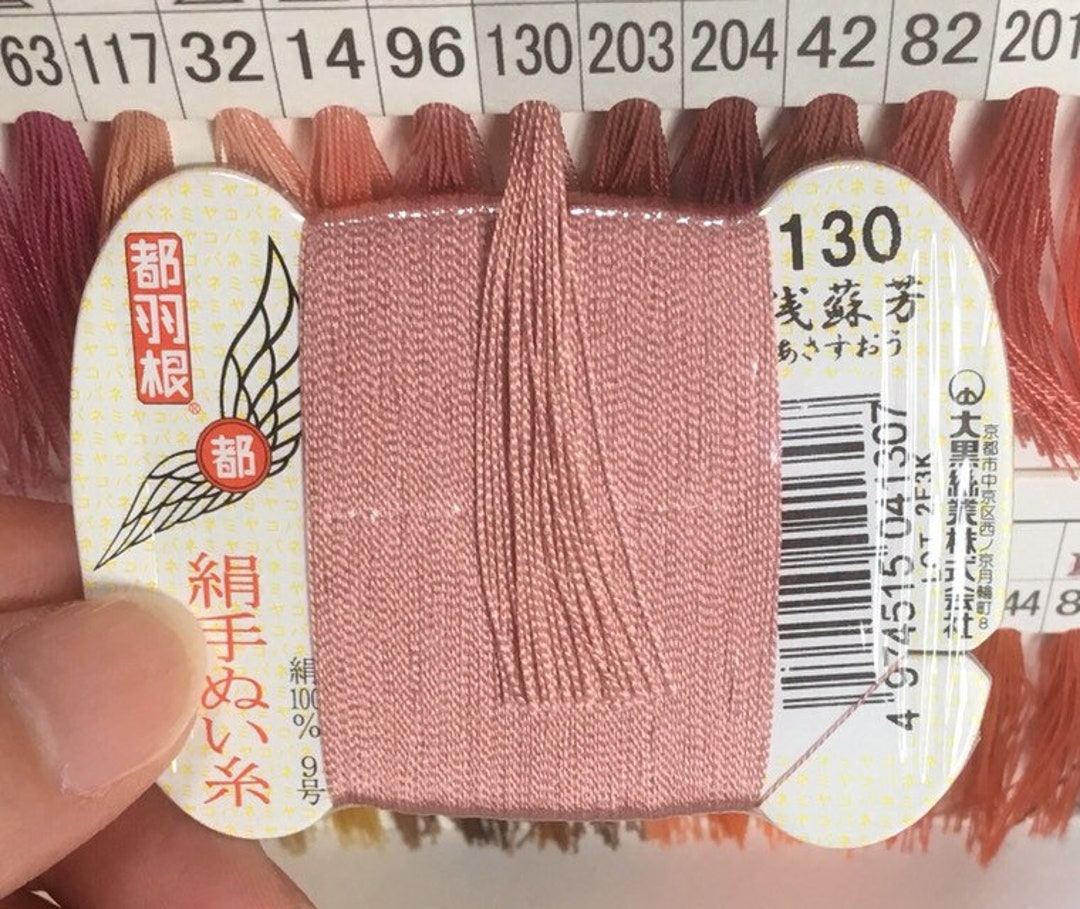 63 117 32 14 96 130 203 204 42 82 201
都羽根®
都
絹手ぬい糸
絹100%
9号
130
浅蘇芳
あさすおう
4 974515 041307
LOT 2F3K
大黒絲業株式会社
京都市中京区西ノ京月輪町8
44